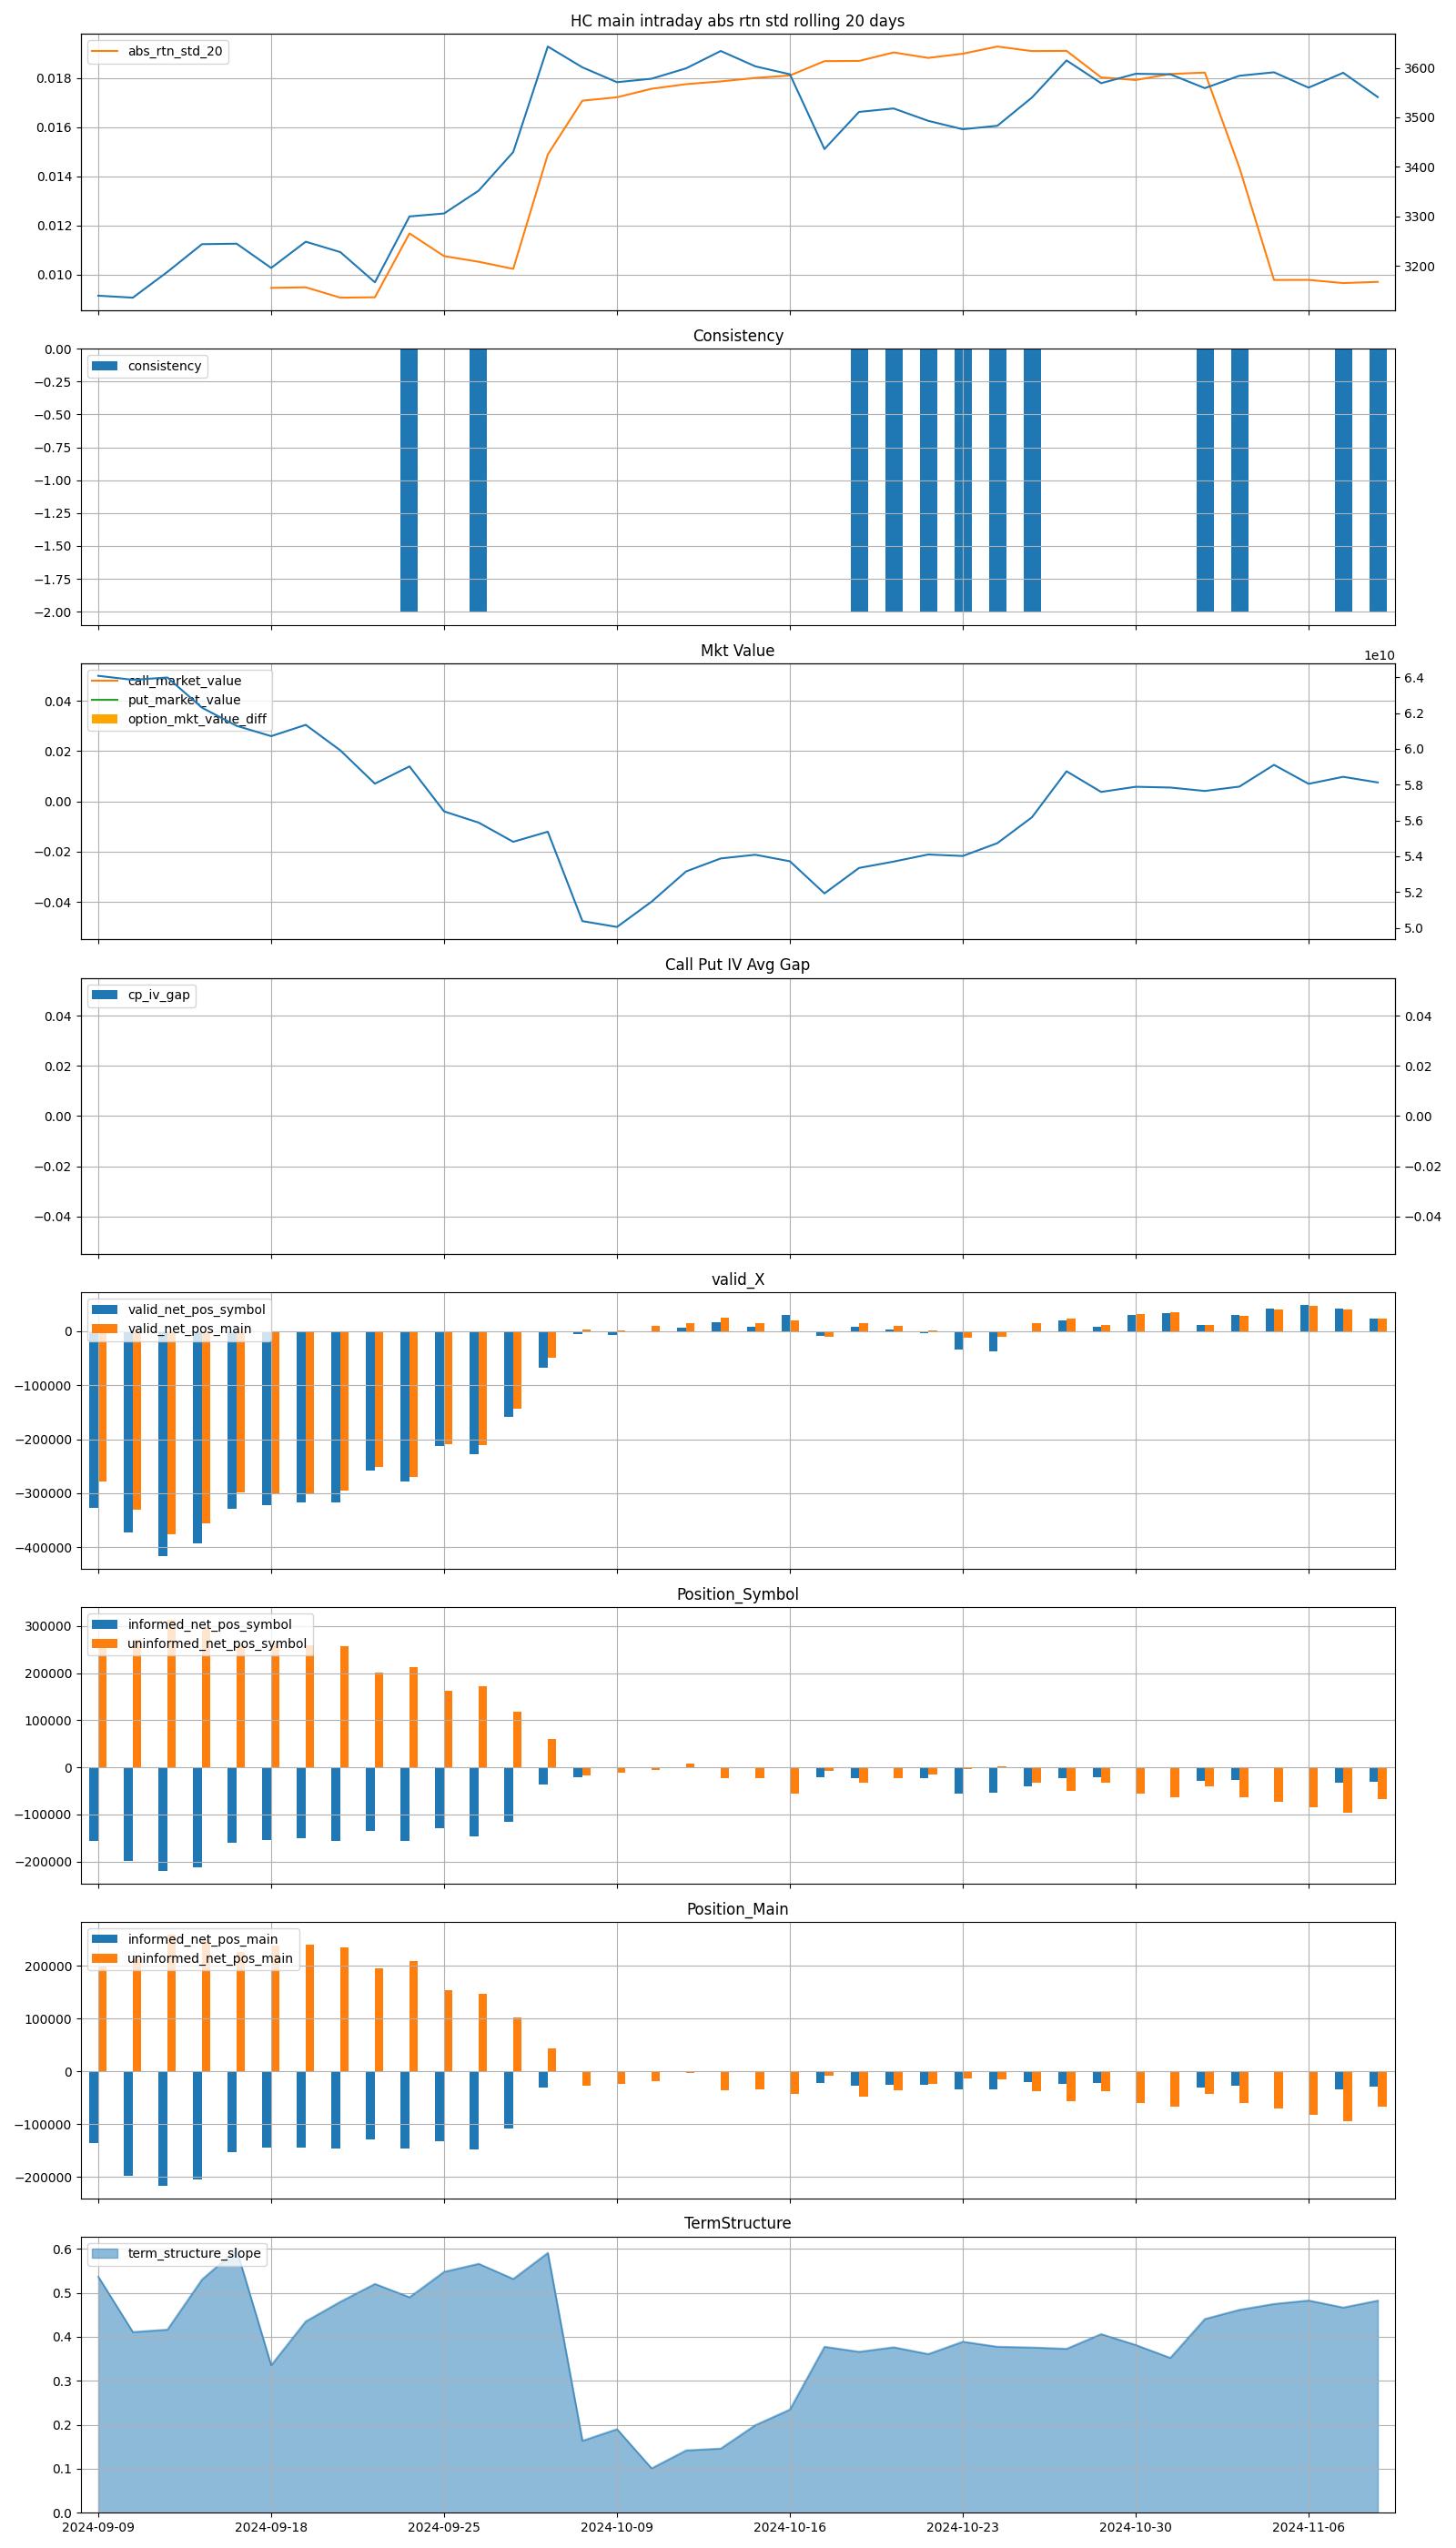 HC main intraday abs rtn std rolling 20 days
abs_rtn_std_20
0.018
0.016
0.014
0.012
0.010
3600
3500
3400
3300
3200
Consistency
consistency
0.00
−0.25
−0.50
−0.75
−1.00
−1.25
−1.50
−1.75
−2.00
Mkt Value
1e10
call_market_value
put_market_value
option_mkt_value_diff
0.04
0.02
0.00
−0.02
−0.04
6.4
6.2
6.0
5.8
5.6
5.4
5.2
5.0
Call Put IV Avg Gap
cp_iv_gap
0.04
0.02
0.00
−0.02
−0.04
0.04
0.02
0.00
−0.02
−0.04
valid_X
valid_net_pos_symbol
valid_net_pos_main
0
−100000
−200000
−300000
−400000
Position_Symbol
informed_net_pos_symbol
uninformed_net_pos_symbol
300000
200000
100000
0
−100000
−200000
Position_Main
informed_net_pos_main
uninformed_net_pos_main
200000
100000
0
−100000
−200000
TermStructure
term_structure_slope
0.6
0.5
0.4
0.3
0.2
0.1
0.0
2024-09-09 2024-09-18 2024-09-25 2024-10-09 2024-10-16 2024-10-23 2024-10-30 2024-11-06